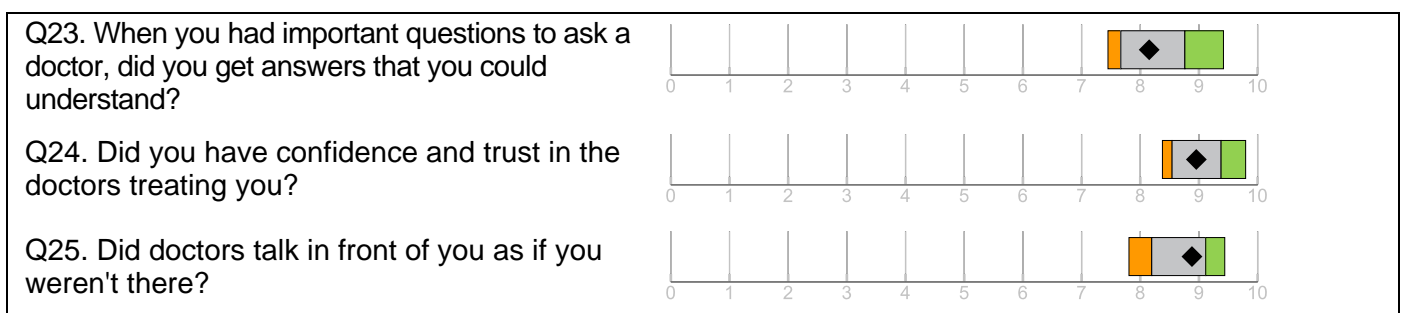 Q23. When you had important questions to ask a
doctor, did you get answers that you could
understand?
0 1 2 3 4 5 6 7 8 9 10
Q24. Did you have confidence and trust in the
doctors treating you?
0 1 2 3 4 5 6 7 8 9 10
Q25. Did doctors talk in front of you as if you
weren't there?
0 1 2 3 4 5 6 7 8 9 10